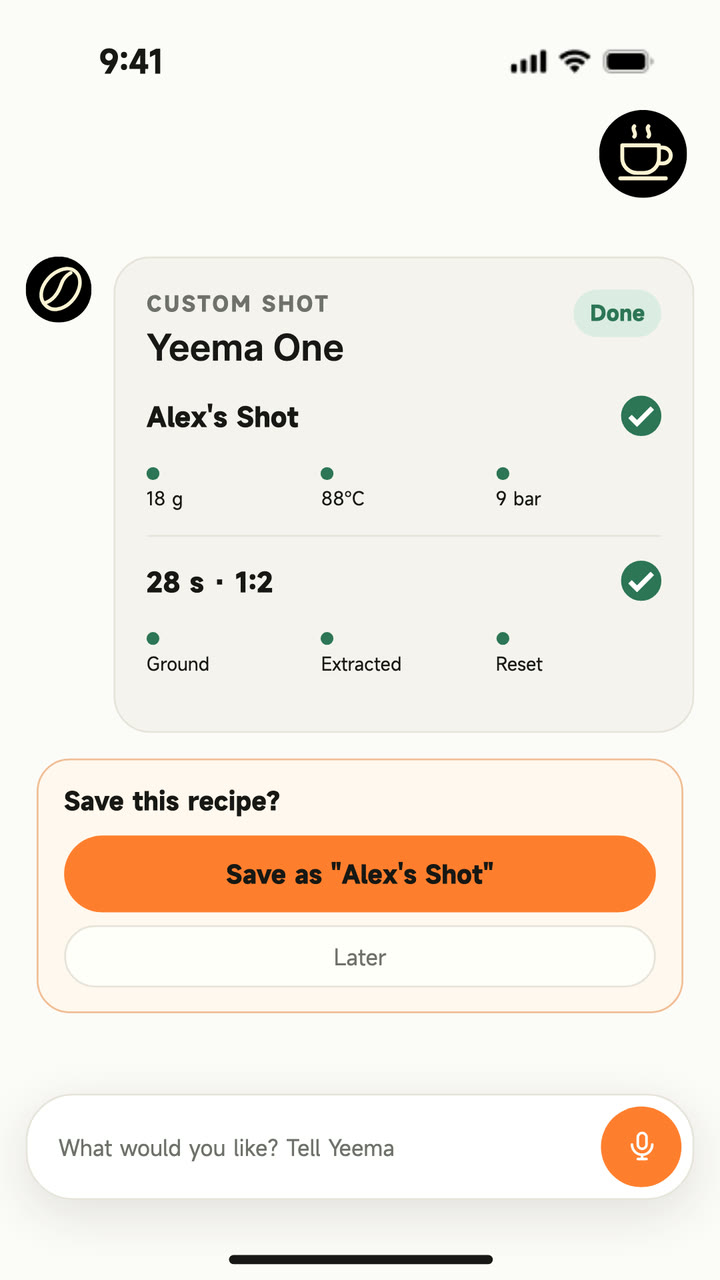 9:41
CUSTOM SHOT
Done
Yeema One
Alex's Shot
18 g
88°C
9 bar
28 s · 1:2
Ground
Extracted
Reset
Save this recipe?
Save as "Alex's Shot"
Later
What would you like? Tell Yeema